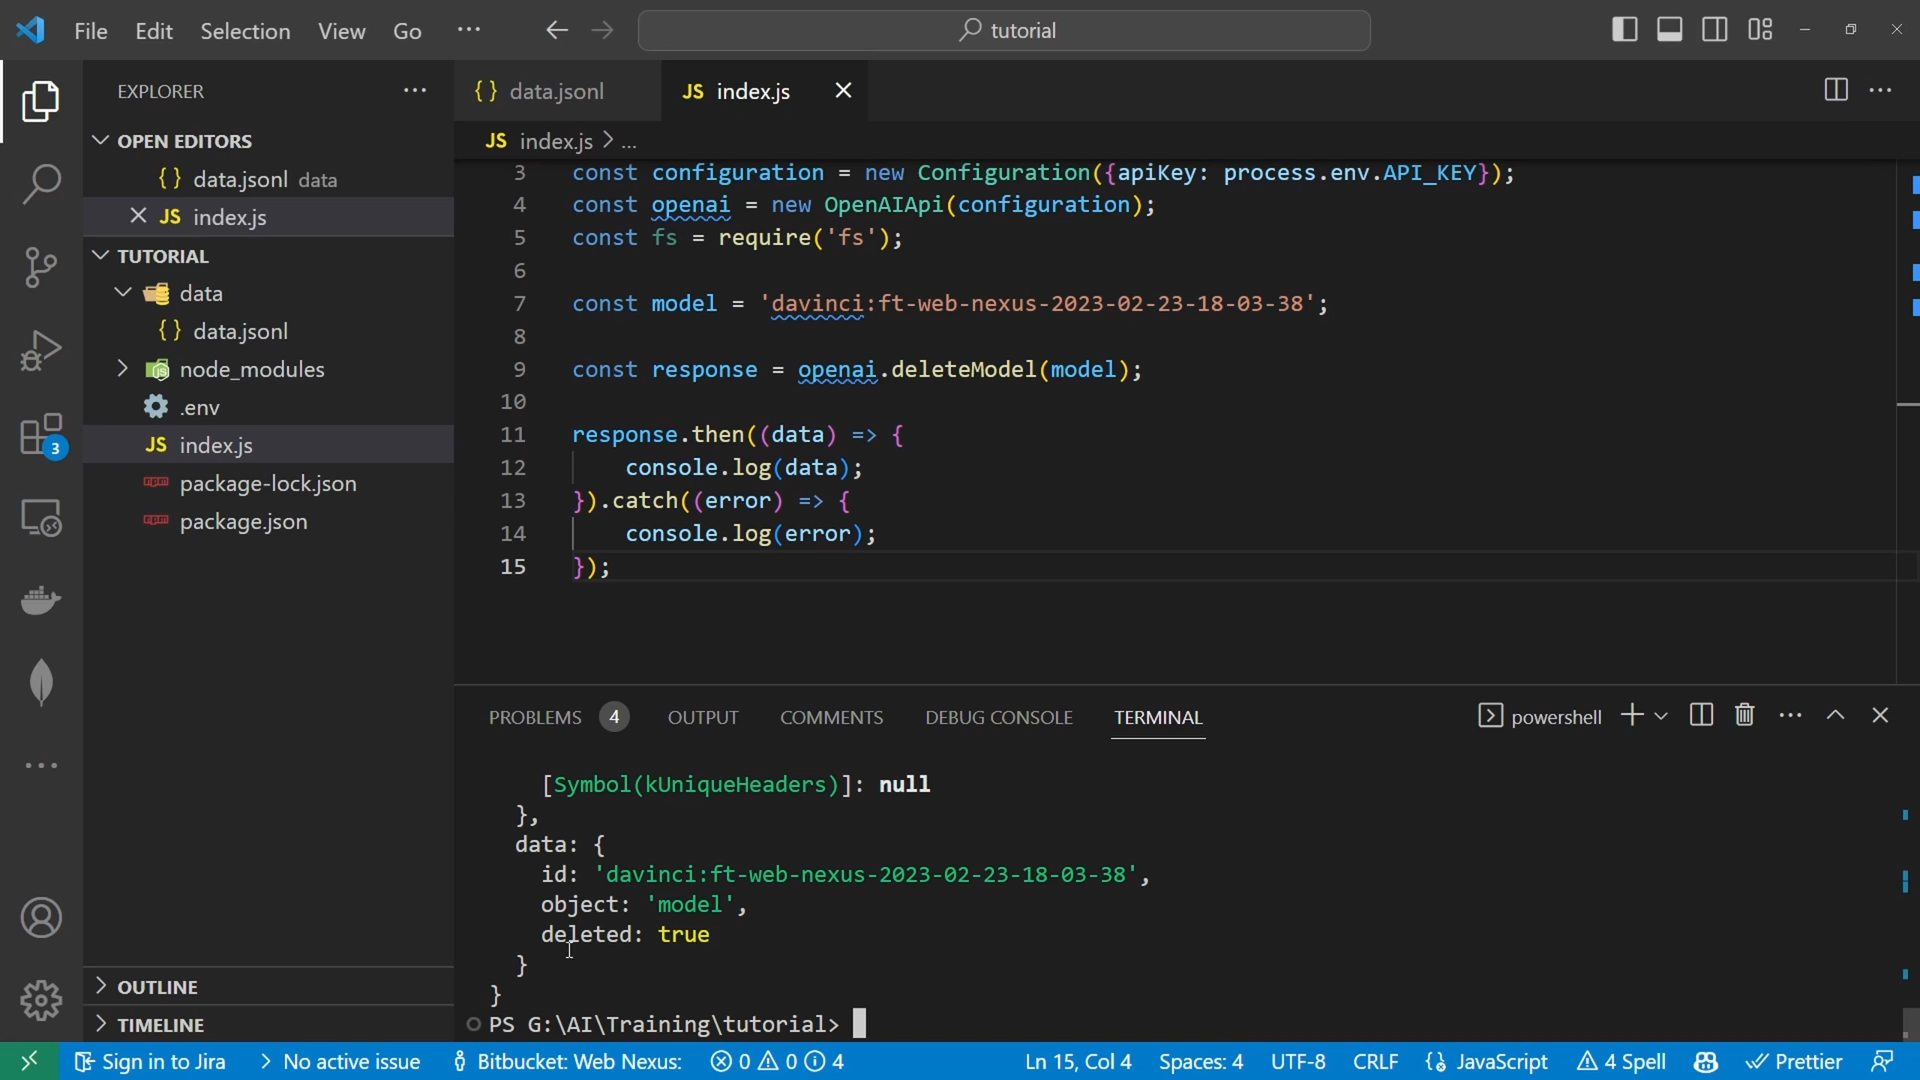 File Edit Selection View Go ··· tutorial
EXPLORER ···
OPEN EDITORS
data.jsonl data
JS index.js
TUTORIAL
data
data.jsonl
node_modules
.env
JS index.js
package-lock.json
package.json
OUTLINE
TIMELINE
3
{ } data.jsonl JS index.js
JS index.js > ...
3 const configuration = new Configuration({apiKey: process.env.API_KEY});
4 const openai = new OpenAIApi(configuration);
5 const fs = require('fs');
6
7 const model = 'davinci:ft-web-nexus-2023-02-23-18-03-38';
8
9 const response = openai.deleteModel(model);
10
11 response.then((data) => {
12 console.log(data);
13 }).catch((error) => {
14 console.log(error);
15 });
PROBLEMS 4 OUTPUT COMMENTS DEBUG CONSOLE TERMINAL powershell
[Symbol(kUniqueHeaders)]: null
},
data: {
id: 'davinci:ft-web-nexus-2023-02-23-18-03-38',
object: 'model',
deleted: true
}
}
PS G:\AI\Training\tutorial>
Sign in to Jira No active issue Bitbucket: Web Nexus: 0 0 4 Ln 15, Col 4 Spaces: 4 UTF-8 CRLF JavaScript 4 Spell Prettier